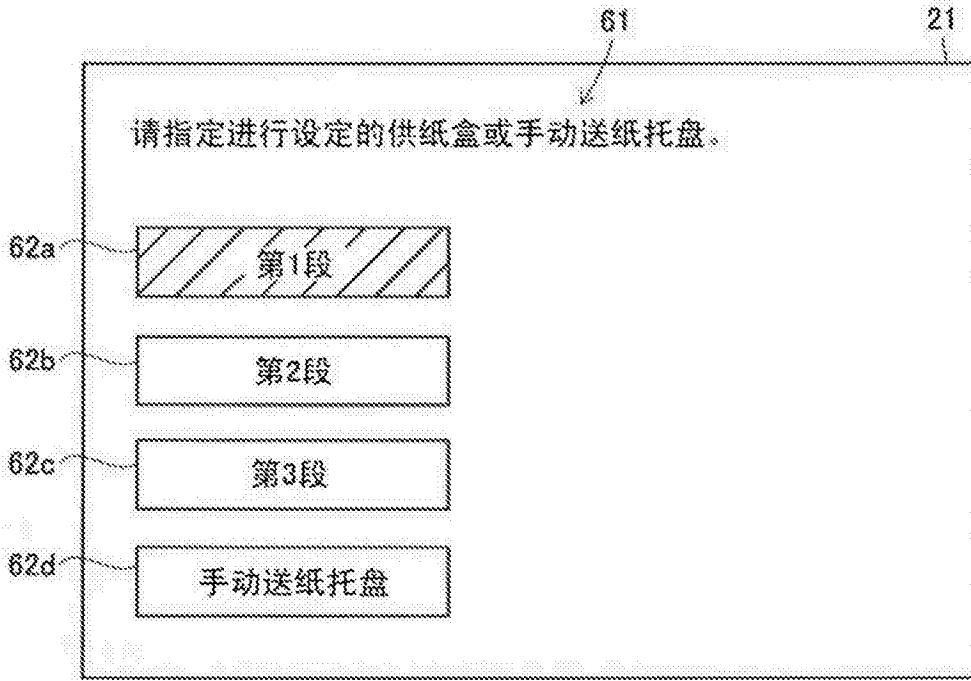 61
21
请指定进行设定的供纸盒或手动送纸托盘。
62a
第1段
62b
第2段
62c
第3段
62d
手动送纸托盘